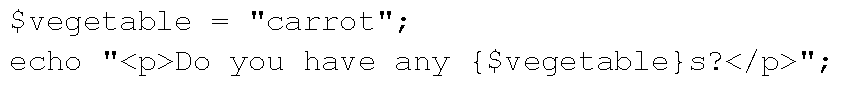 $vegetable = "carrot";
echo "<p>Do you have any {$vegetable}s?</p>";